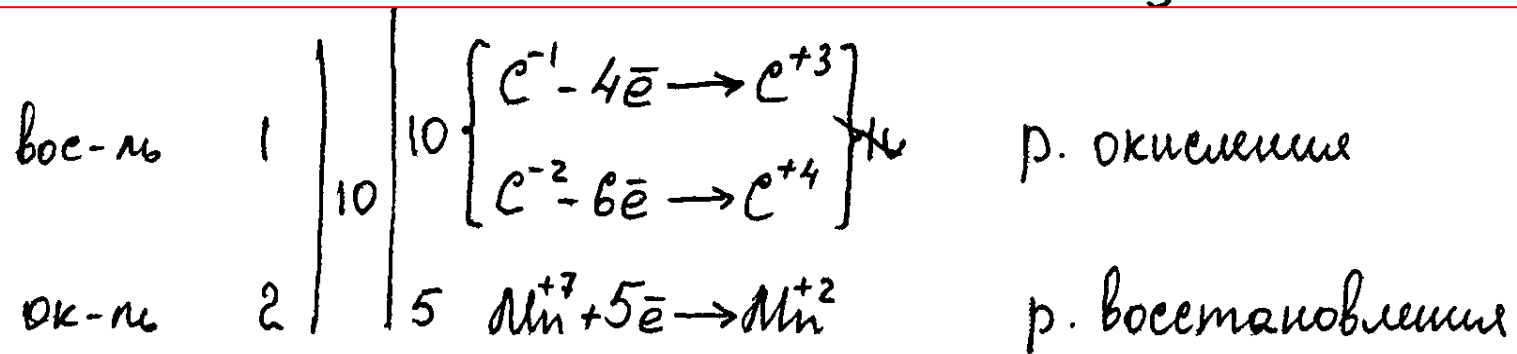 C⁻¹ - 4ē → C⁺³
вос-ль 1 10 р. окисления
10 C⁻² - 6ē → C⁺⁴
ок-ль 2 5 Mn⁺⁷ + 5ē → Mn⁺² р. восстановления